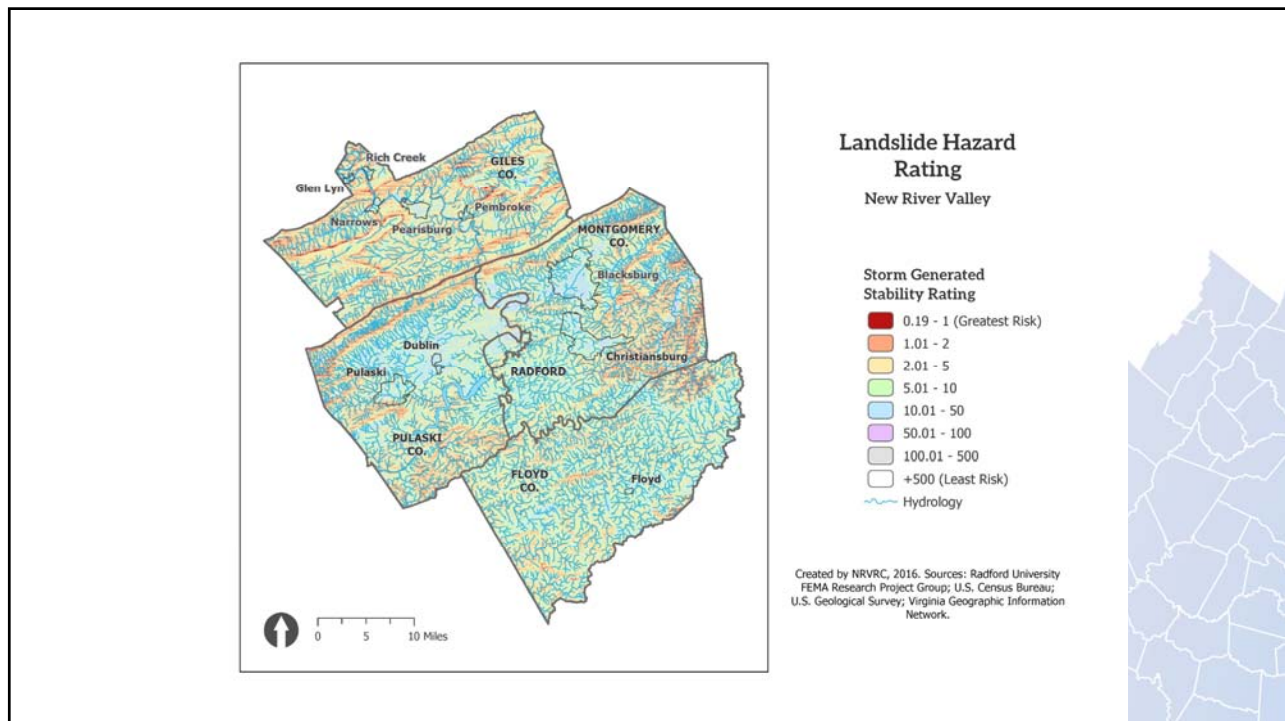 Rich Creek
GILES
CO.
Glen Lyn
Pembroke
Narrows
Pearisburg
MONTGOMERY
CO.
Blacksburg
Dublin
Pulaski
RADFORD
Christiansburg
PULASKI
CO.
FLOYD
CO.
Floyd
0 5 10 Miles
Landslide Hazard
Rating
New River Valley
Storm Generated
Stability Rating
0.19 - 1 (Greatest Risk)
1.01 - 2
2.01 - 5
5.01 - 10
10.01 - 50
50.01 - 100
100.01 - 500
+500 (Least Risk)
Hydrology
Created by NRVRC, 2016. Sources: Radford University
FEMA Research Project Group; U.S. Census Bureau;
U.S. Geological Survey; Virginia Geographic Information
Network.